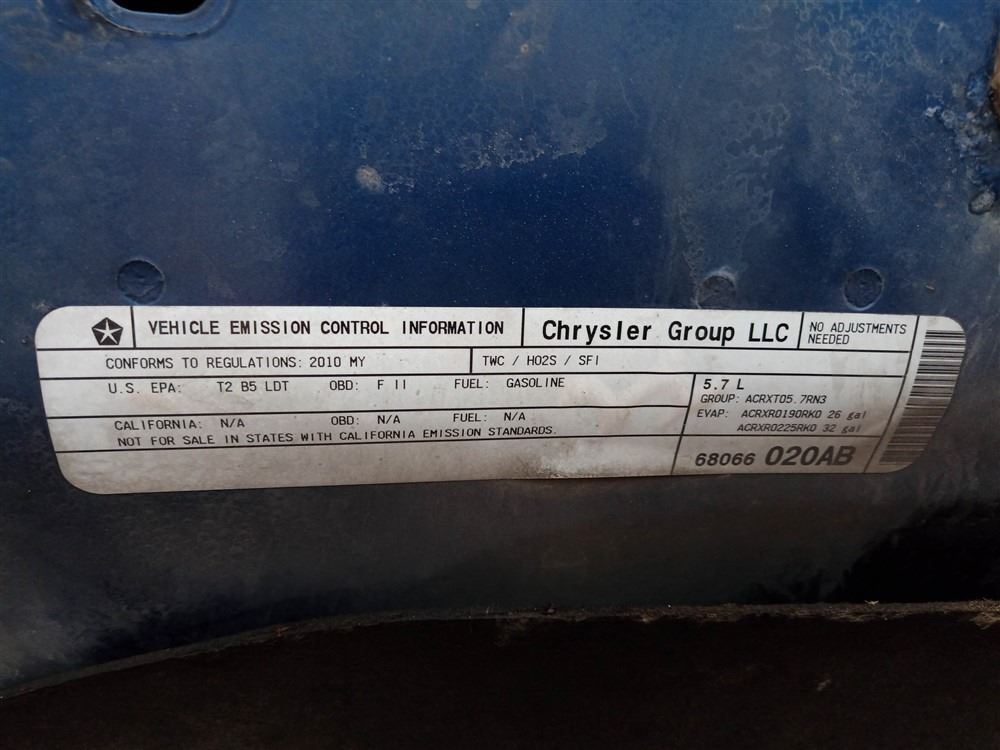 VEHICLE EMISSION CONTROL INFORMATION
Chrysler Group LLC
NO ADJUSTMENTS
NEEDED
CONFORMS TO REGULATIONS: 2010 MY
TWC / HO2S / SFI
U.S. EPA: T2 B5 LDT OBD: F II FUEL: GASOLINE
5.7 L
GROUP: ACRXT05.7RN3
EVAP: ACRXR0190RK0 26 gal
ACRXR0225RK0 32 gal
CALIFORNIA: N/A OBD: N/A FUEL: N/A
NOT FOR SALE IN STATES WITH CALIFORNIA EMISSION STANDARDS.
68066 020AB